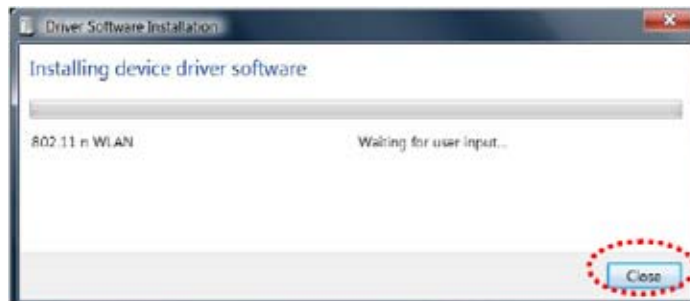 Driver Software Installation
Installing device driver software
802.11 n WLAN Waiting for user input...
Close